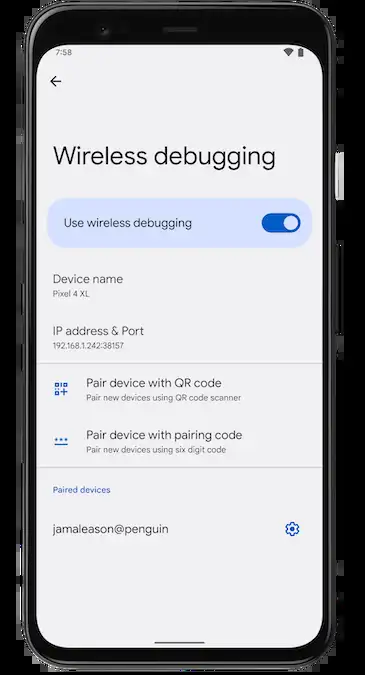 7:58
Wireless debugging
Use wireless debugging
Device name
Pixel 4 XL
IP address & Port
192.168.1.242:38157
Pair device with QR code
Pair new devices using QR code scanner
Pair device with pairing code
Pair new devices using six digit code
Paired devices
jamaleason@penguin